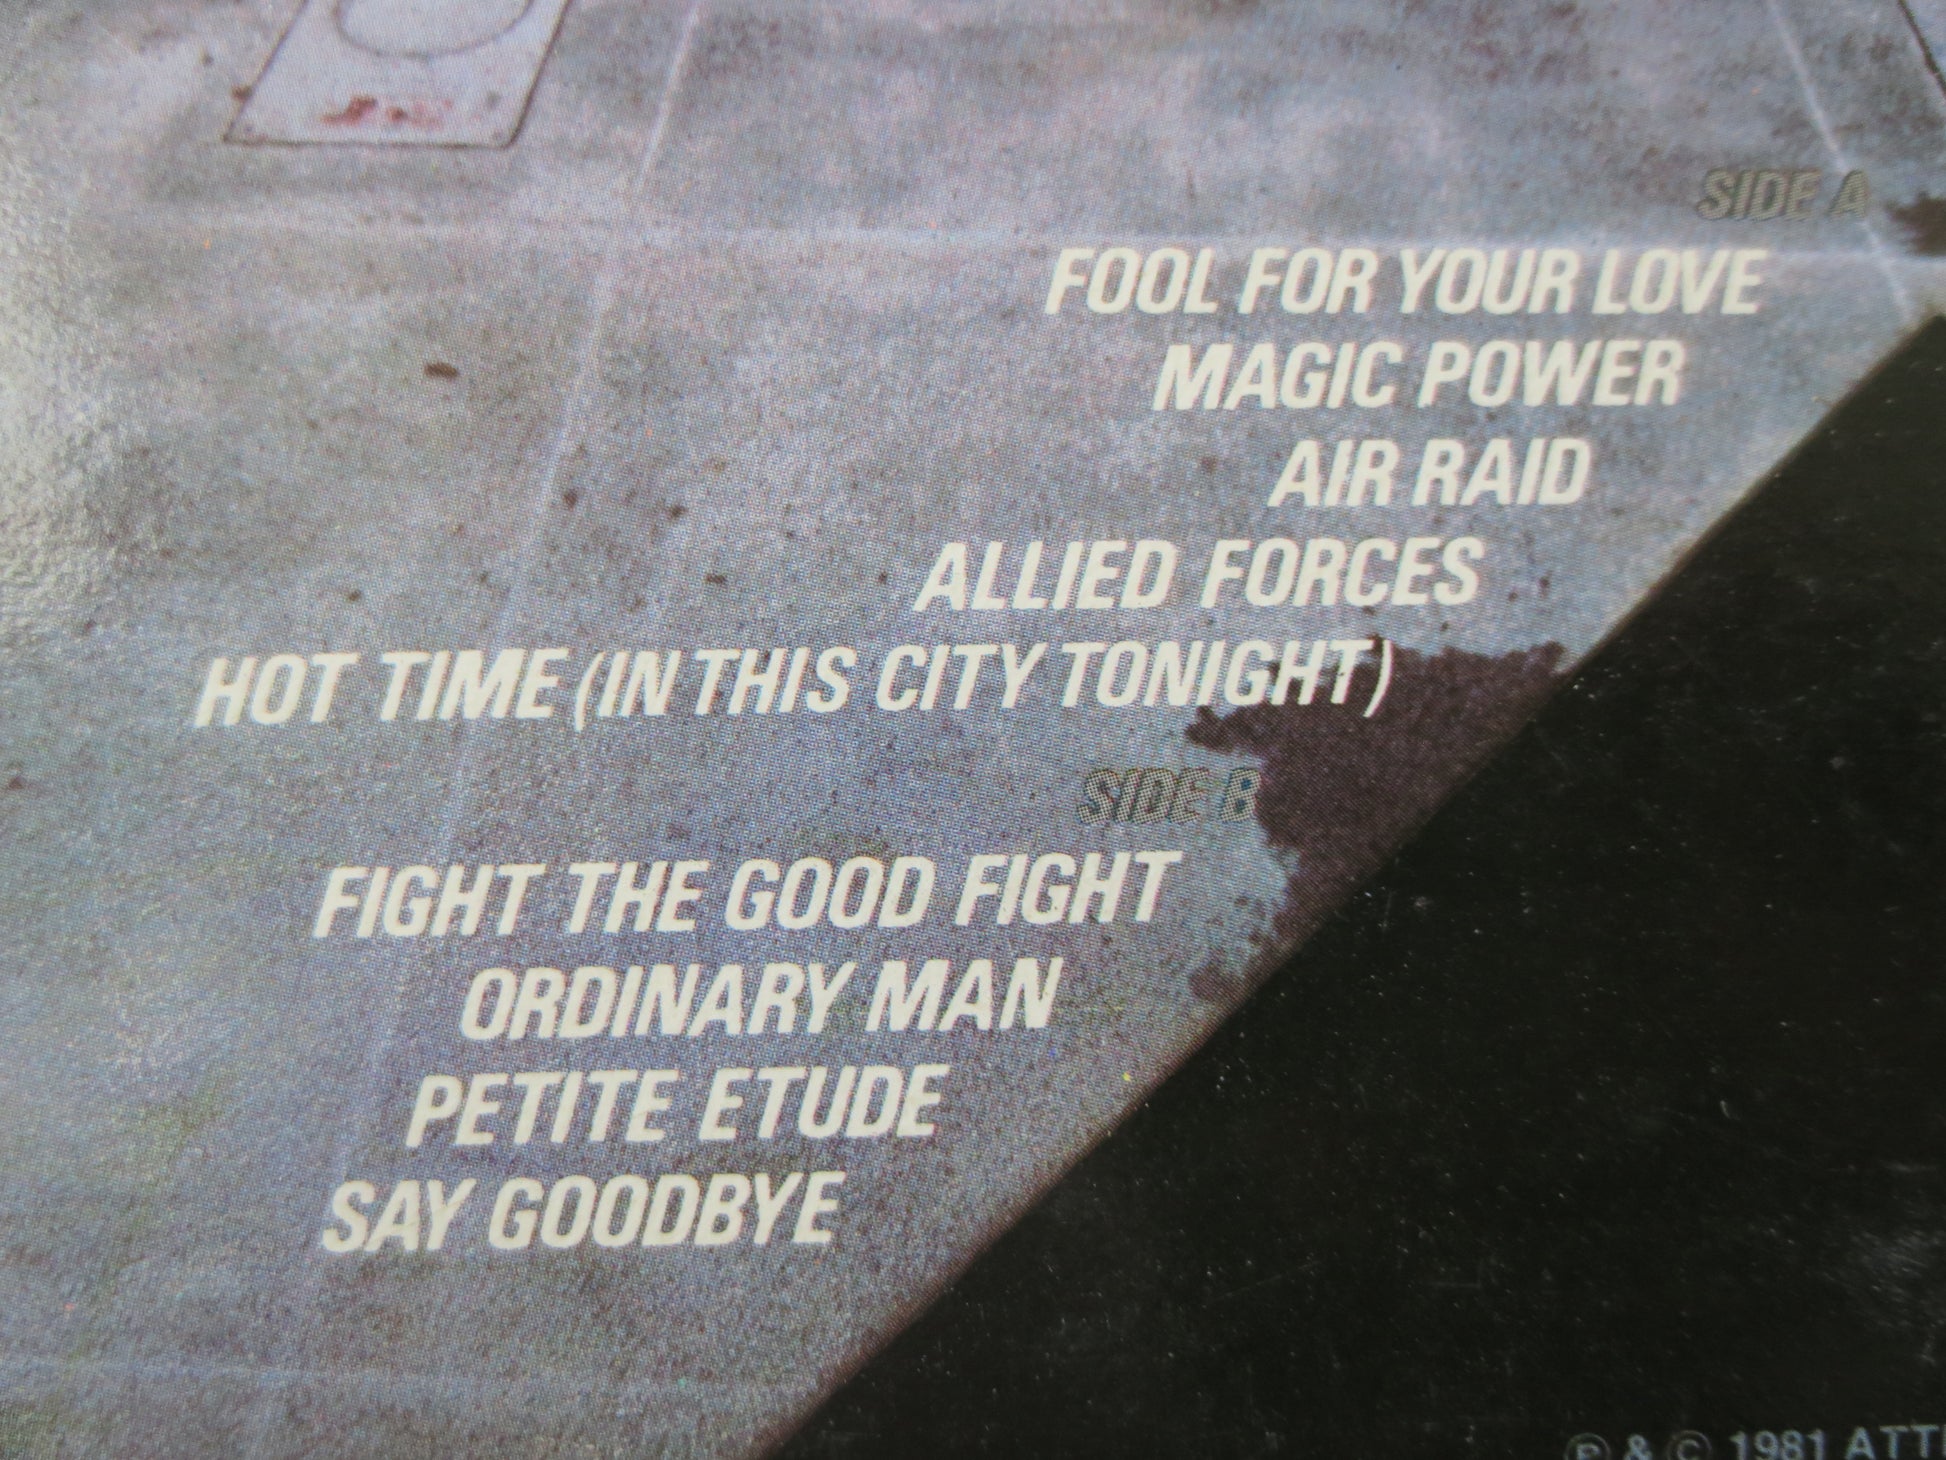 SIDE A
FOOL FOR YOUR LOVE
MAGIC POWER
AIR RAID
ALLIED FORCES
HOT TIME (IN THIS CITY TONIGHT)
SIDE B
FIGHT THE GOOD FIGHT
ORDINARY MAN
PETITE ETUDE
SAY GOODBYE
Ⓟ & © 1981